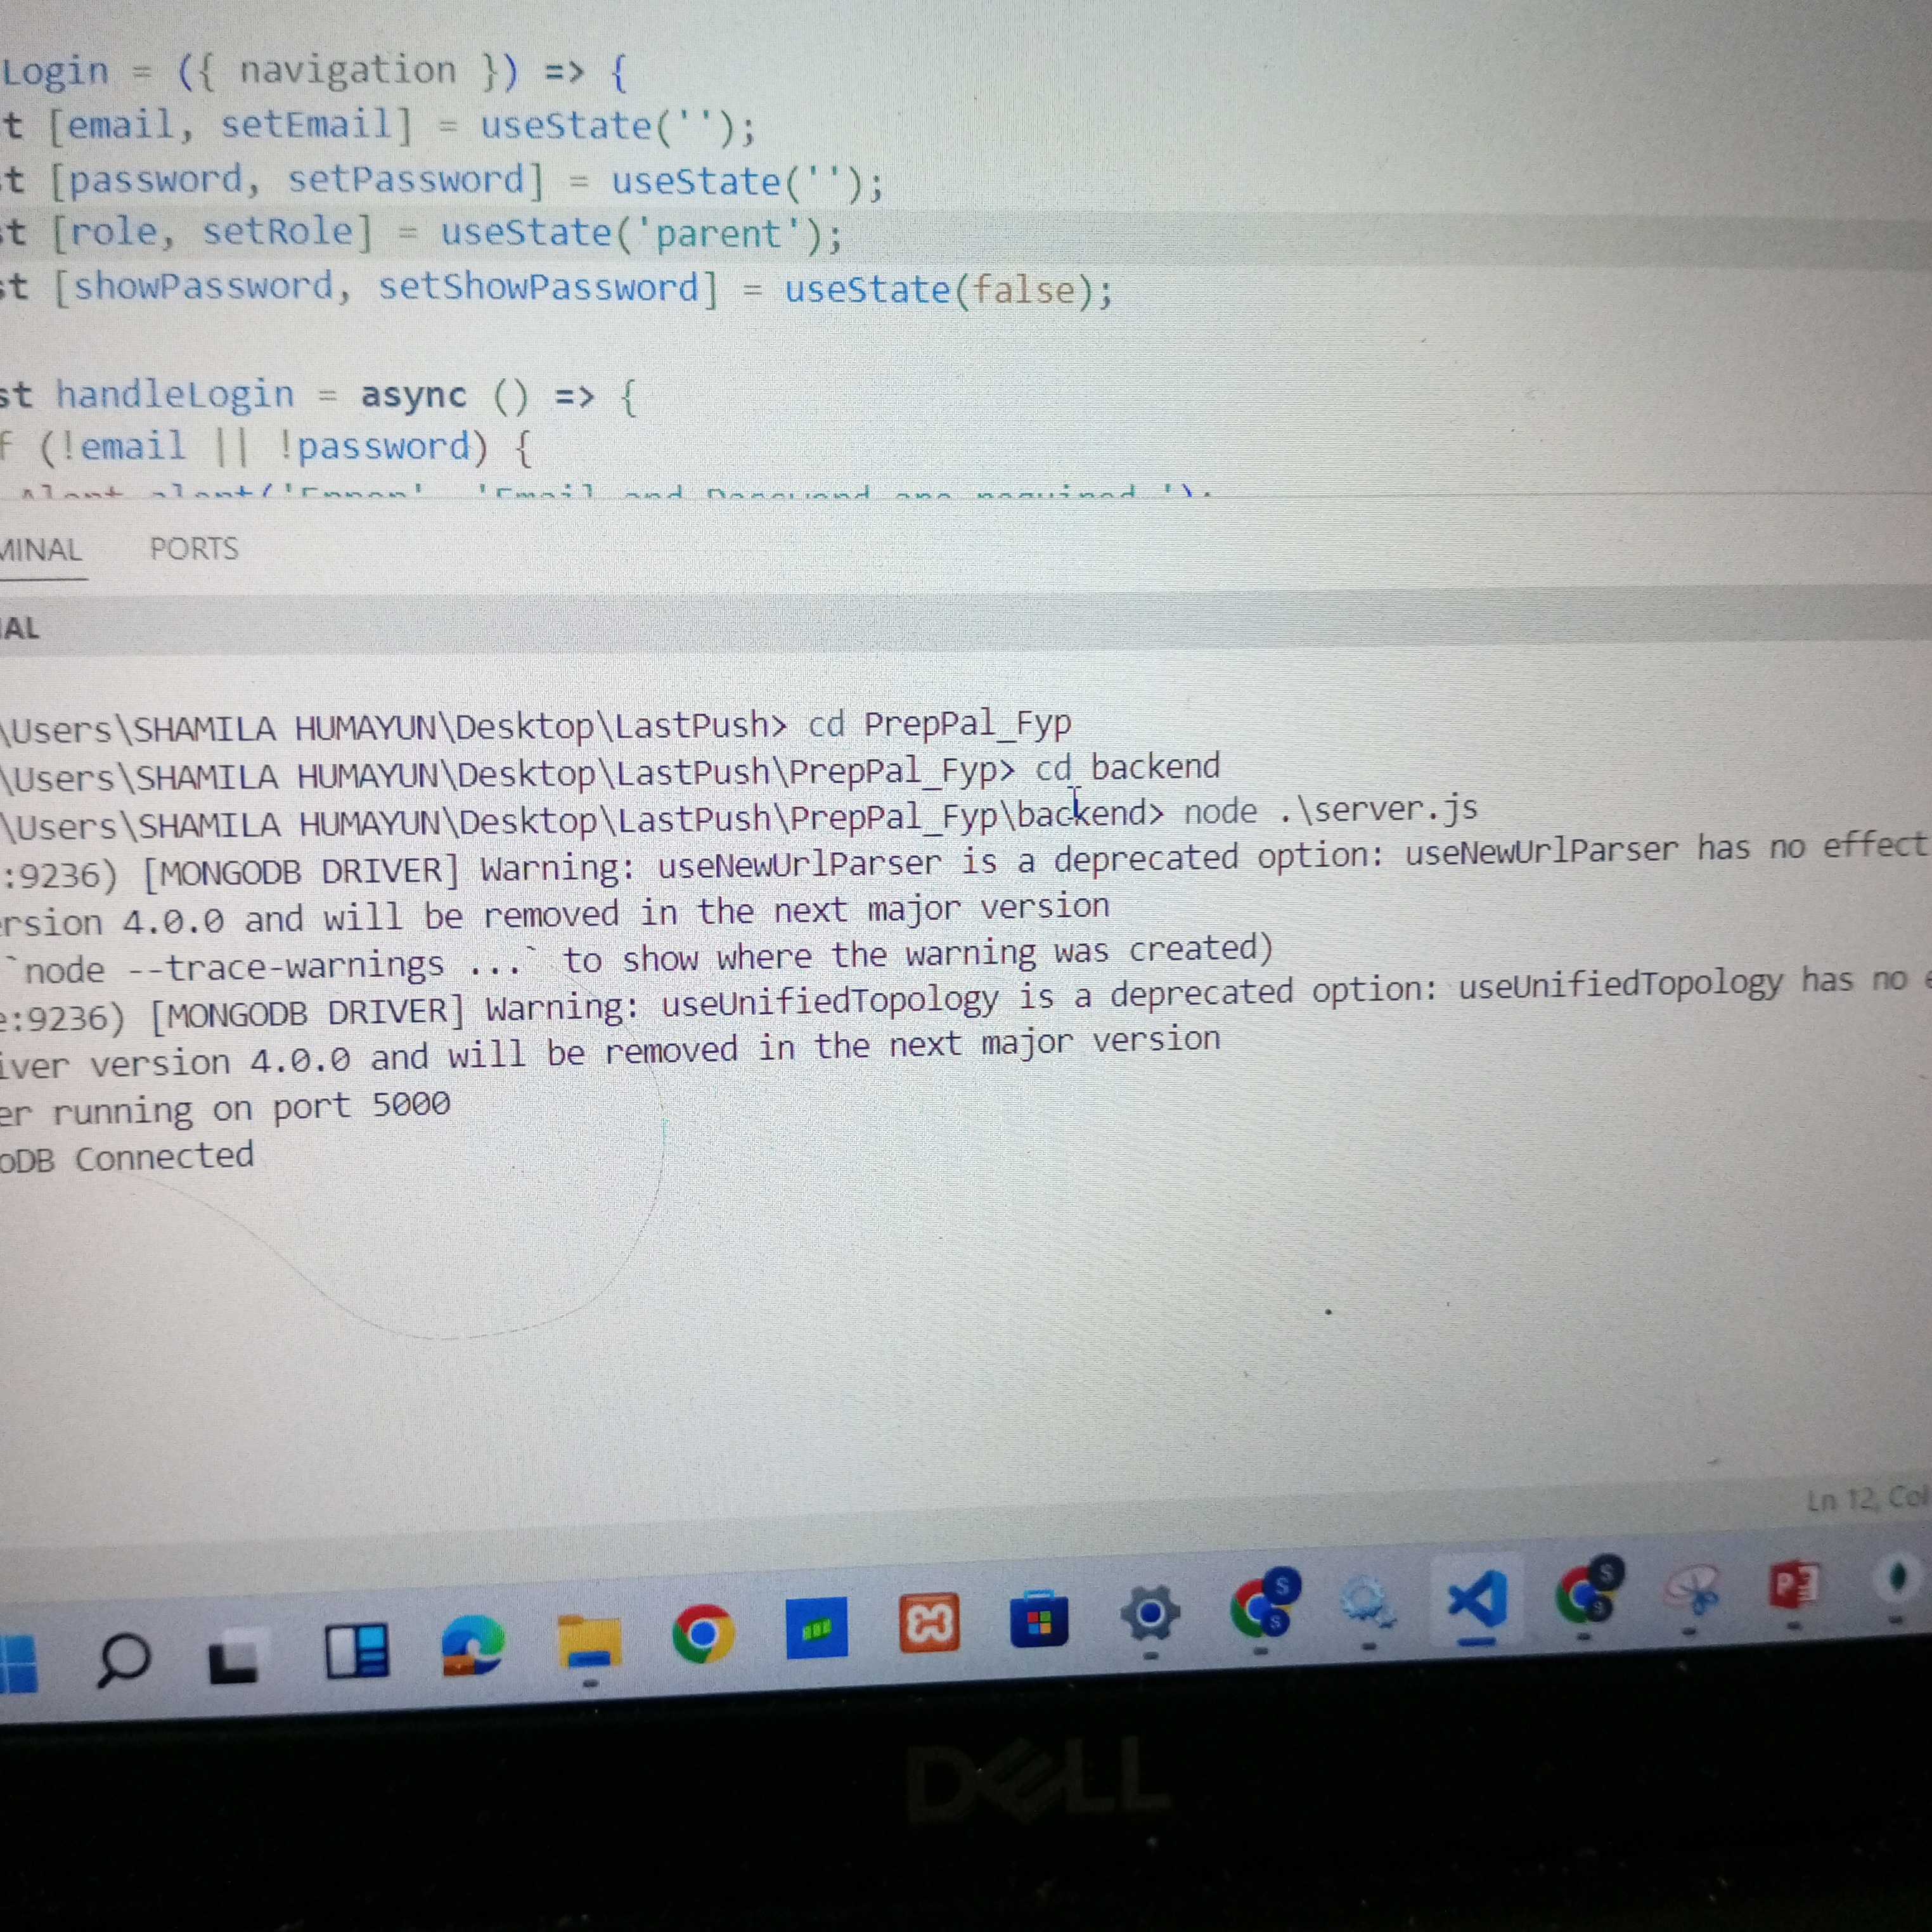 Login = ({ navigation }) => {
t [email, setEmail] = useState('');
t [password, setPassword] = useState('');
st [role, setRole] = useState('parent');
st [showPassword, setShowPassword] = useState(false);
st handleLogin = async () => {
f (!email || !password) {
MINAL PORTS
AL
\Users\SHAMILA HUMAYUN\Desktop\LastPush> cd PrepPal_Fyp
\Users\SHAMILA HUMAYUN\Desktop\LastPush\PrepPal_Fyp> cd backend
\Users\SHAMILA HUMAYUN\Desktop\LastPush\PrepPal_Fyp\backend> node .\server.js
:9236) [MONGODB DRIVER] Warning: useNewUrlParser is a deprecated option: useNewUrlParser has no effect
ersion 4.0.0 and will be removed in the next major version
`node --trace-warnings ...` to show where the warning was created)
e:9236) [MONGODB DRIVER] Warning: useUnifiedTopology is a deprecated option: useUnifiedTopology has no e
iver version 4.0.0 and will be removed in the next major version
er running on port 5000
oDB Connected
Ln 12, Col
DELL